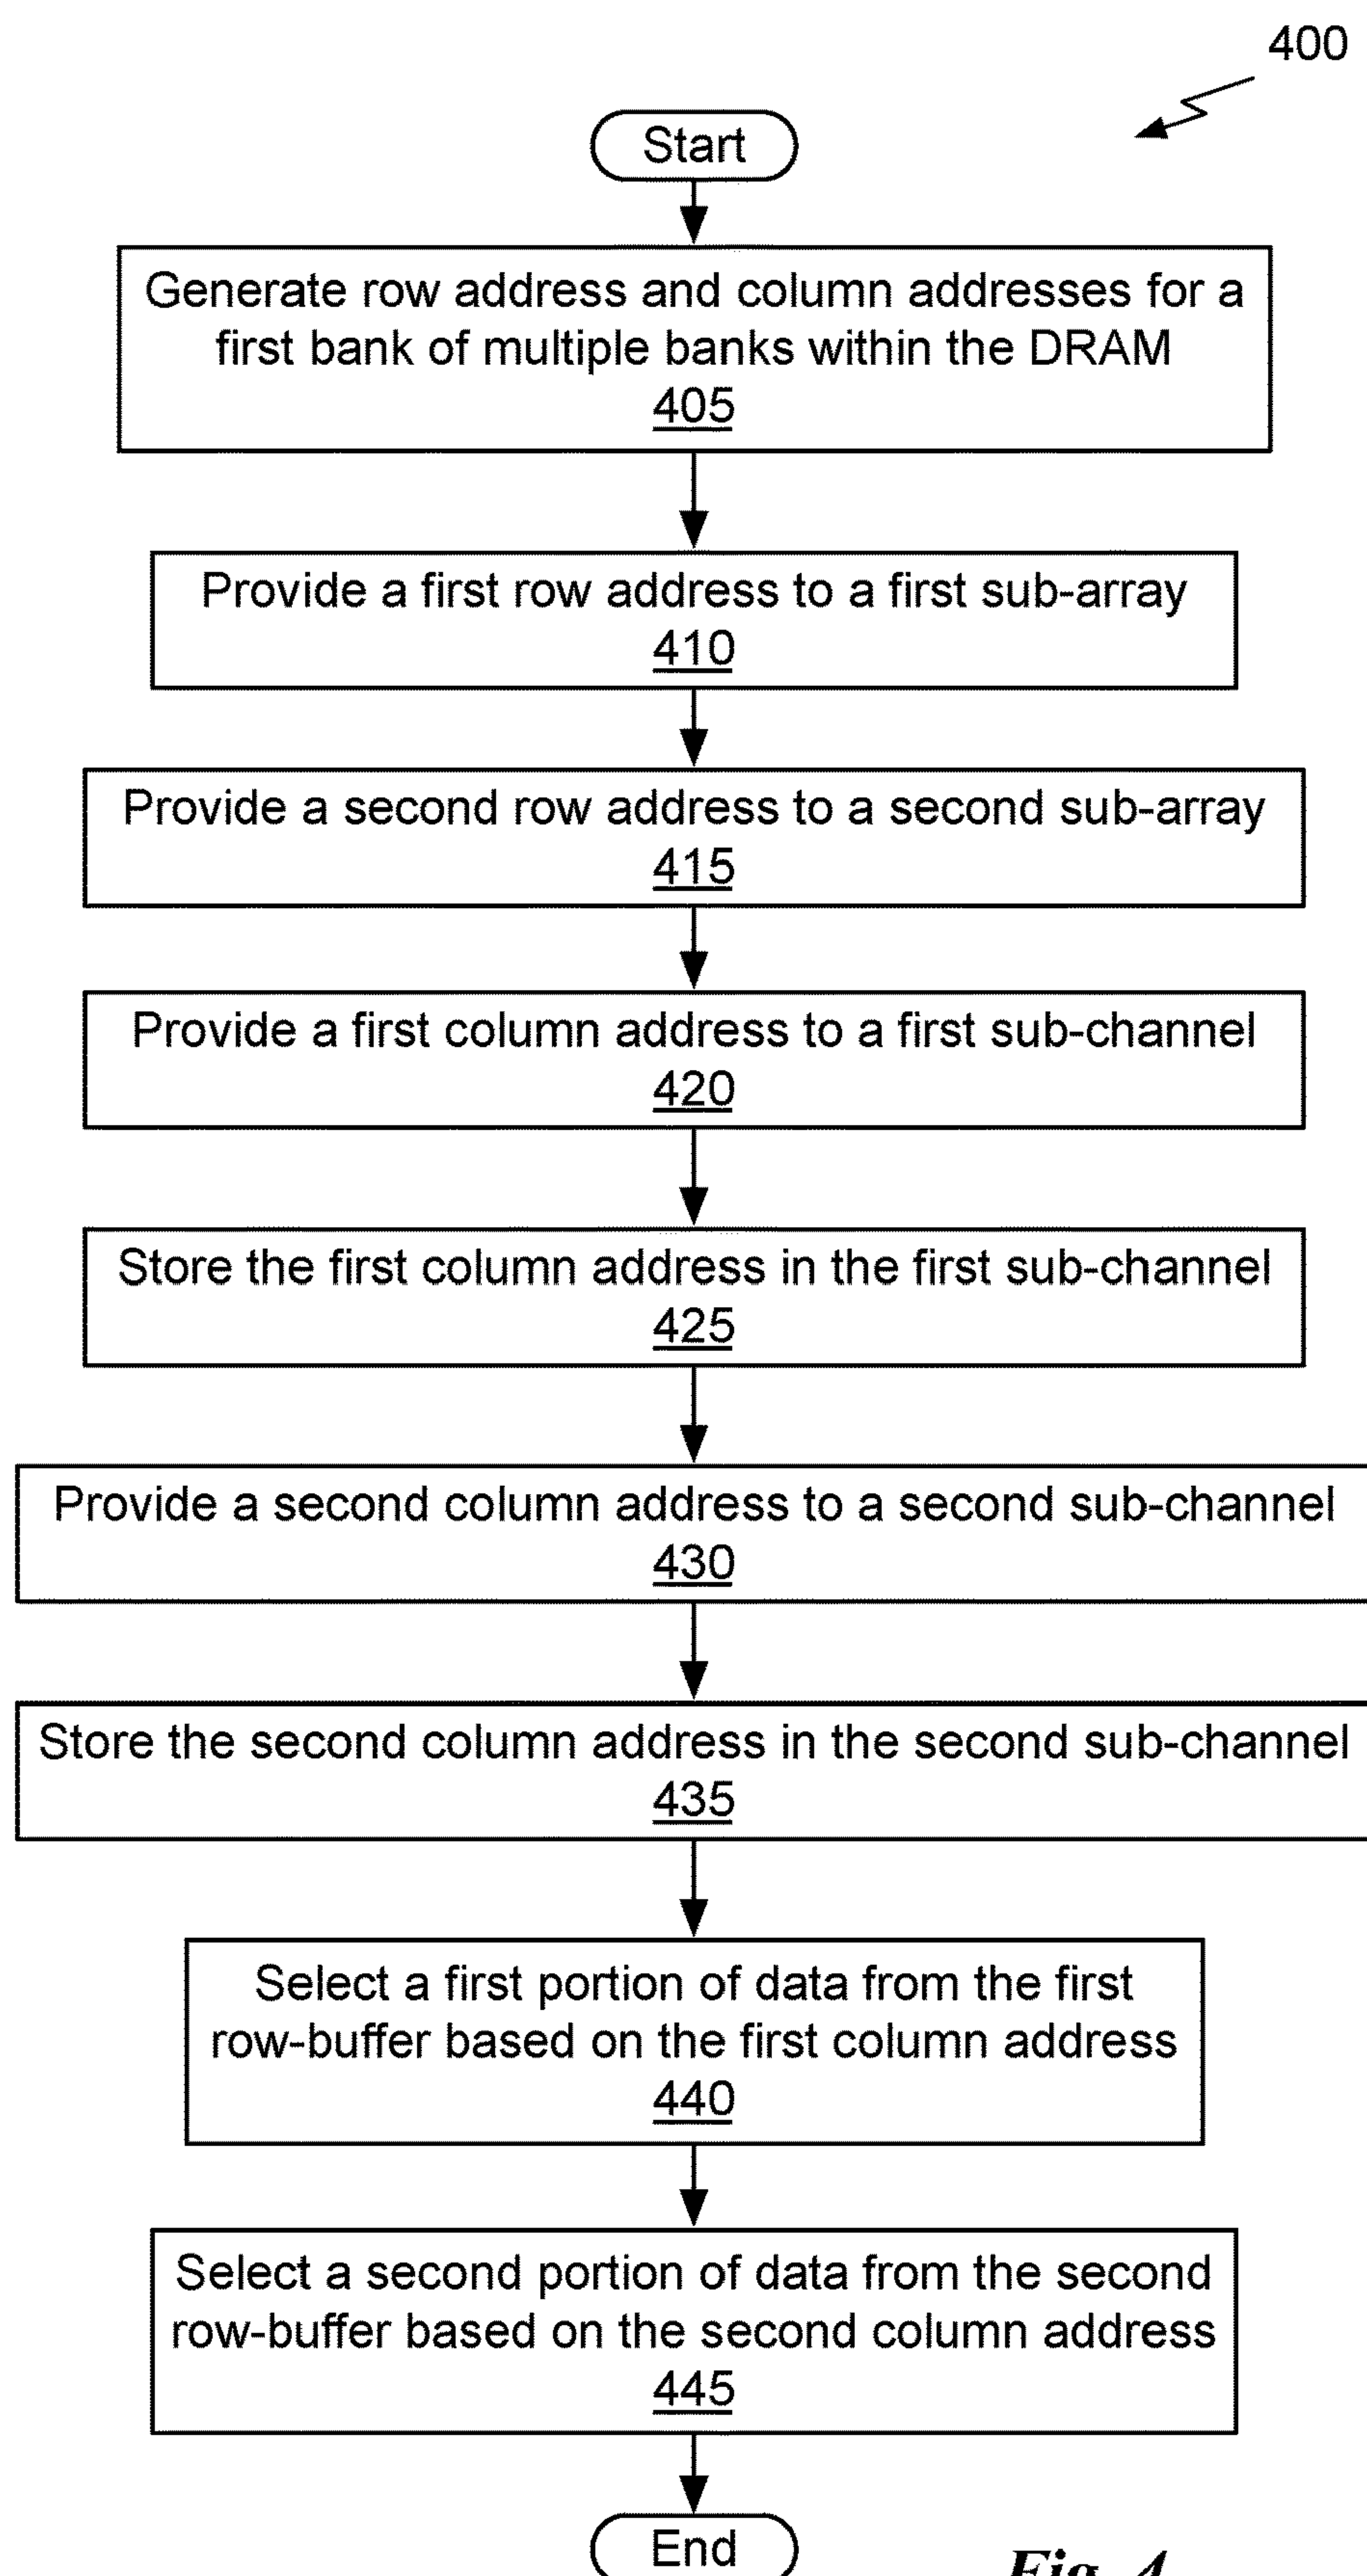 400
Start
Generate row address and column addresses for a
first bank of multiple banks within the DRAM
405
Provide a first row address to a first sub-array
410
Provide a second row address to a second sub-array
415
Provide a first column address to a first sub-channel
420
Store the first column address in the first sub-channel
425
Provide a second column address to a second sub-channel
430
Store the second column address in the second sub-channel
435
Select a first portion of data from the first
row-buffer based on the first column address
440
Select a second portion of data from the second
row-buffer based on the second column address
445
End
Fig. 4